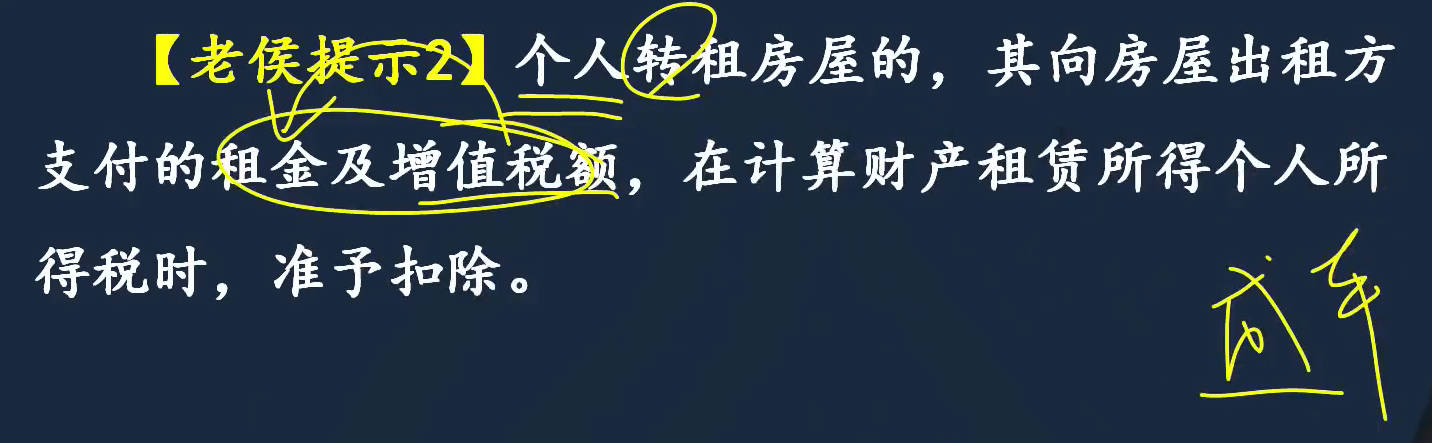 【老侯提示2】个人转租房屋的，其向房屋出租方
支付的租金及增值税额，在计算财产租赁所得个人所
得税时，准予扣除。